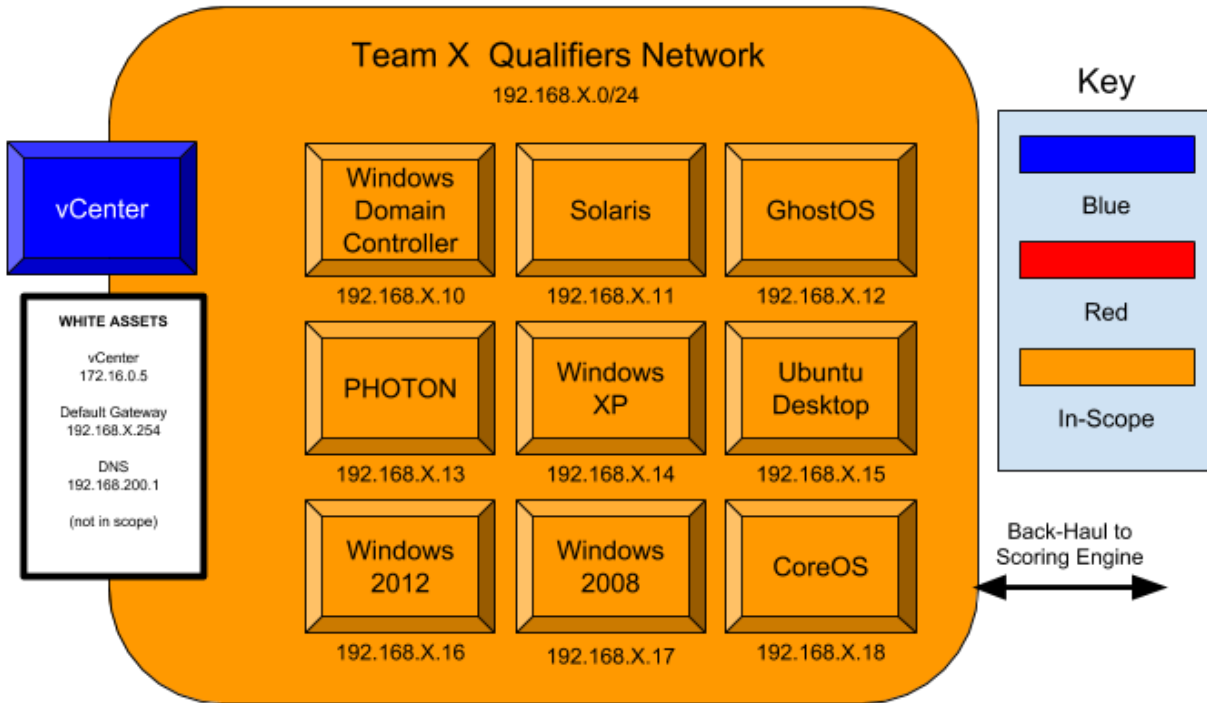 Team X Qualifiers Network
192.168.X.0/24
Key
vCenter
Windows
Domain
Controller
Solaris
GhostOS
Blue
192.168.X.10
192.168.X.11
192.168.X.12
WHITE ASSETS
vCenter
172.16.0.5
Default Gateway
192.168.X.254
DNS
192.168.200.1
(not in scope)
Red
PHOTON
Windows
XP
Ubuntu
Desktop
In-Scope
192.168.X.13
192.168.X.14
192.168.X.15
Windows
2012
Windows
2008
CoreOS
Back-Haul to
Scoring Engine
192.168.X.16
192.168.X.17
192.168.X.18